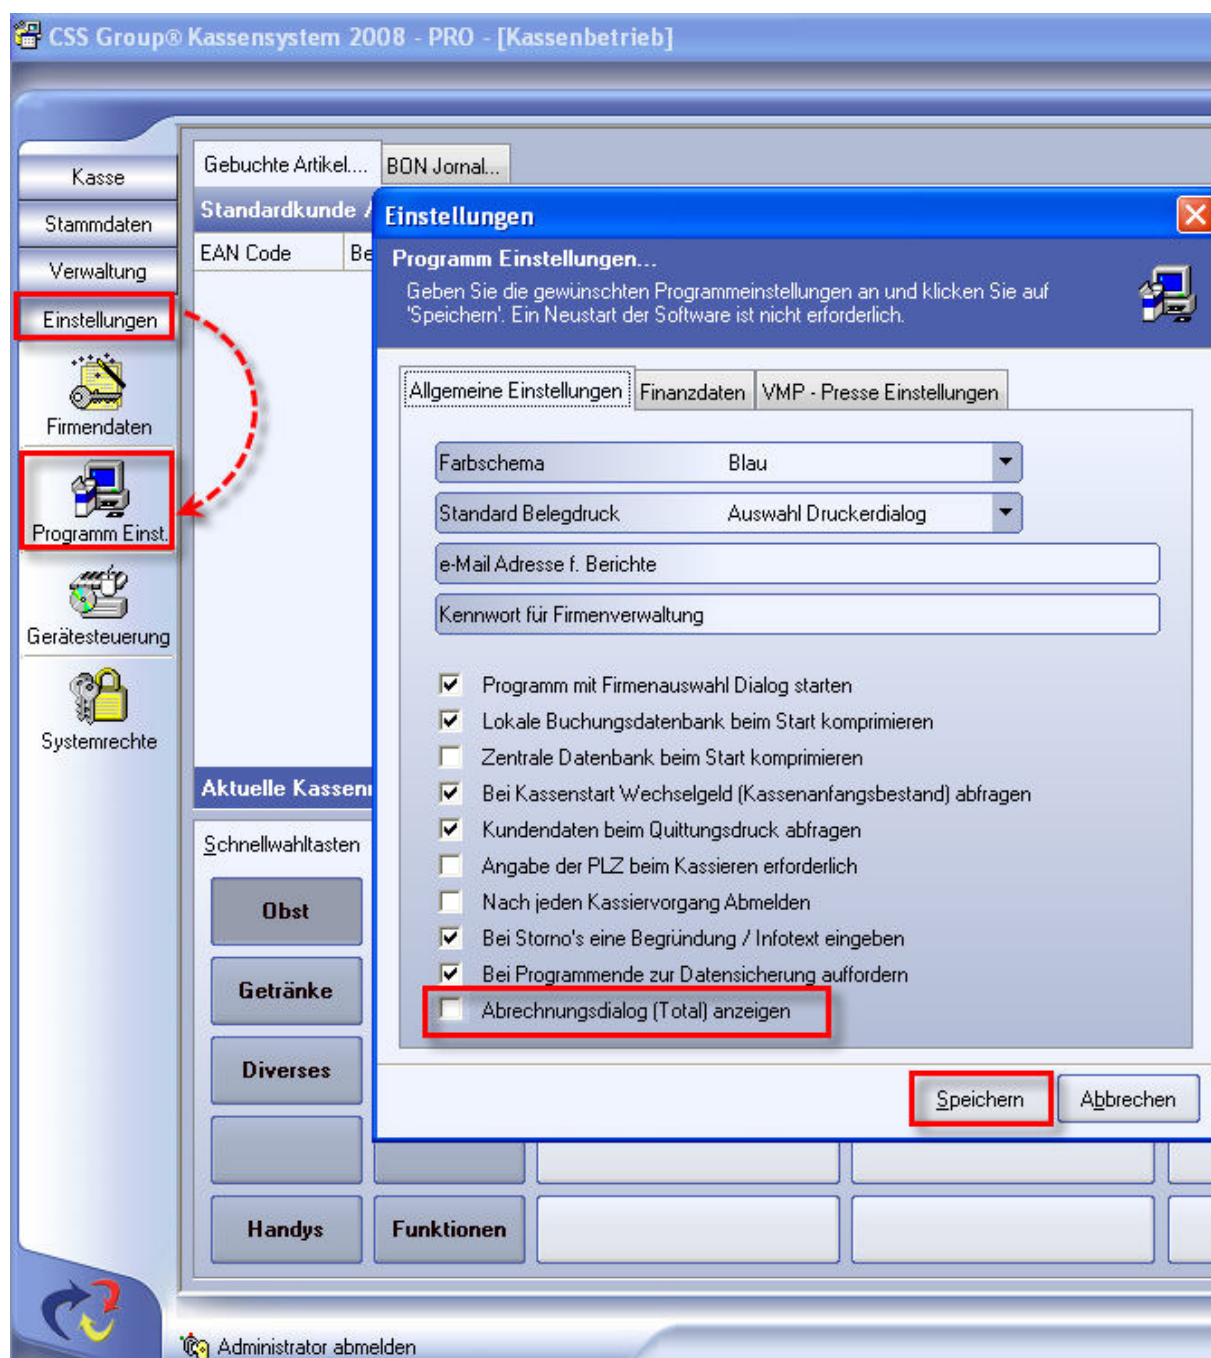 CSS Group® Kassensystem 2008 - PRO - [Kassenbetrieb]
Kasse
Stammdaten
Verwaltung
Einstellungen
Firmendaten
Programm Einst.
Gerätesteuerung
Systemrechte
Gebuchte Artikel....
BON Jornal...
Standardkunde
EAN Code
Einstellungen
Programm Einstellungen...
Geben Sie die gewünschten Programmeinstellungen an und klicken Sie auf
'Speichern'. Ein Neustart der Software ist nicht erforderlich.
Allgemeine Einstellungen
Finanzdaten
VMP - Presse Einstellungen
Farbschema Blau
Standard Belegdruck Auswahl Druckerdialog
e-Mail Adresse f. Berichte
Kennwort für Firmenverwaltung
Programm mit Firmenauswahl Dialog starten
Lokale Buchungsdatenbank beim Start komprimieren
Zentrale Datenbank beim Start komprimieren
Bei Kassenstart Wechselgeld (Kassenanfangsbestand) abfragen
Kundendaten beim Quittungsdruck abfragen
Angabe der PLZ beim Kassieren erforderlich
Nach jeden Kassiervorgang Abmelden
Bei Storno's eine Begründung / Infotext eingeben
Bei Programmende zur Datensicherung auffordern
Abrechnungsdialog (Total) anzeigen
Speichern
Abbrechen
Aktuelle
Schnellwahltasten
Obst
Getränke
Diverses
Handys
Funktionen
Administrator abmelden